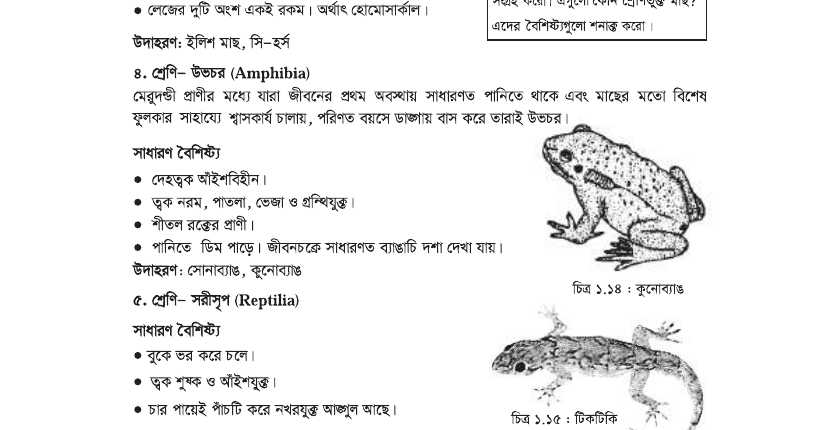 ● লেজের দুটি অংশ একই রকম। অর্থাৎ হোমোসার্কাল।
উদাহরণ: ইলিশ মাছ, সি-হর্স
এদের বৈশিষ্ট্যগুলো শনাক্ত করো।
৪. শ্রেণি- উভচর (Amphibia)
মেরুদণ্ডী প্রাণীর মধ্যে যারা জীবনের প্রথম অবস্থায় সাধারণত পানিতে থাকে এবং মাছের মতো বিশেষ
ফুলকার সাহায্যে শ্বাসকার্য চালায়, পরিণত বয়সে ডাঙ্গায় বাস করে তারাই উভচর।
সাধারণ বৈশিষ্ট্য
● দেহত্বক আঁইশবিহীন।
● ত্বক নরম, পাতলা, ভেজা ও গ্রন্থিযুক্ত।
● শীতল রক্তের প্রাণী।
● পানিতে ডিম পাড়ে। জীবনচক্রে সাধারণত ব্যাঙাচি দশা দেখা যায়।
উদাহরণ: সোনাব্যাঙ, কুনোব্যাঙ
চিত্র ১.১৪ : কুনোব্যাঙ
৫. শ্রেণি- সরীসৃপ (Reptilia)
সাধারণ বৈশিষ্ট্য
● বুকে ভর করে চলে।
● ত্বক শুষ্ক ও আঁইশযুক্ত।
● চার পায়েই পাঁচটি করে নখরযুক্ত আঙ্গুল আছে।
চিত্র ১.১৫ : টিকটিকি